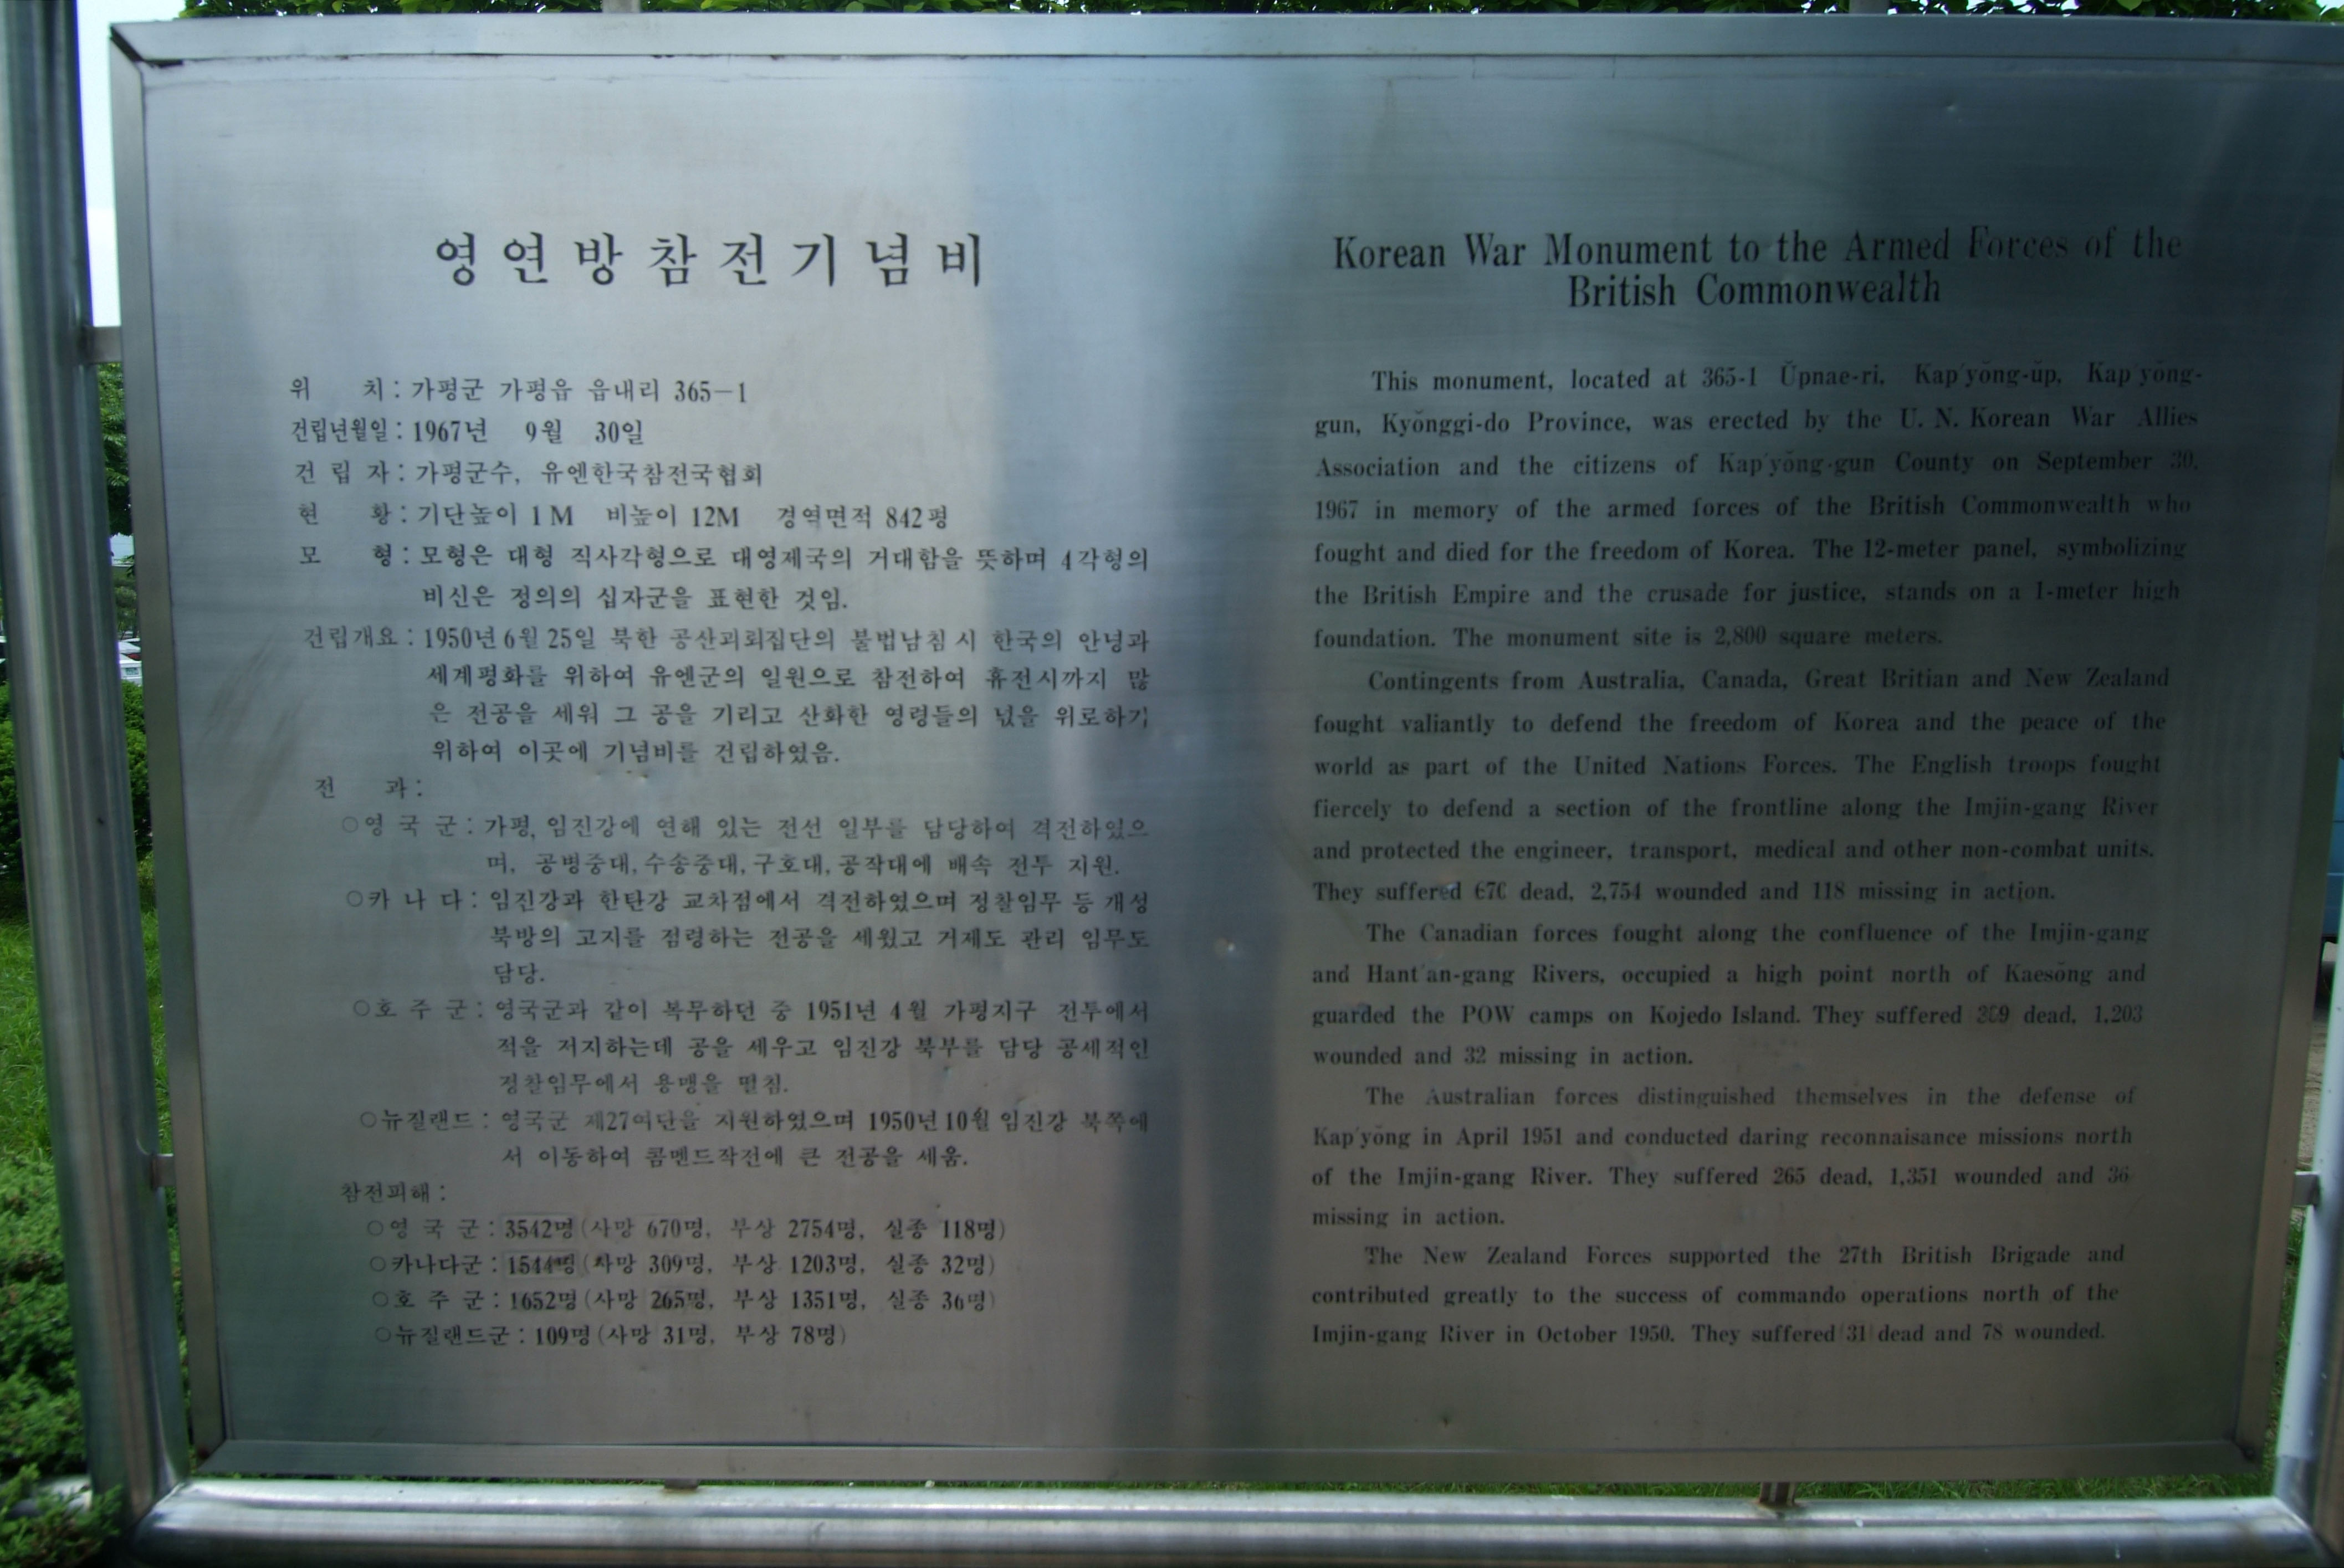 영연방참전기념비
위 치 : 가평군 가평읍 읍내리 365-1
건립년월일 : 1967년 9월 30일
건 립 자 : 가평군수, 유엔한국참전국협회
현 황 : 기단높이 1M 비높이 12M 경역면적 842평
모 형 : 모형은 대형 직사각형으로 대영제국의 거대함을 뜻하며 4각형의
비신은 정의의 십자군을 표현한 것임.
건립개요 : 1950년 6월 25일 북한 공산괴뢰집단의 불법남침시 한국의 안녕과
세계평화를 위하여 유엔군의 일원으로 참전하여 휴전시까지 많
은 전공을 세워 그 공을 기리고 산화한 영령들의 넋을 위로하기
위하여 이곳에 기념비를 건립하였음.
전 과 :
○영 국 군 : 가평, 임진강에 연해 있는 전선 일부를 담당하여 격전하였으
며, 공병중대, 수송중대, 구호대, 공작대에 배속 전투 지원.
○카 나 다 : 임진강과 한탄강 교차점에서 격전하였으며 정찰임무 등 개성
북방의 고지를 점령하는 전공을 세웠고 거제도 관리 임무도
담당.
○호 주 군 : 영국군과 같이 복무하던 중 1951년 4월 가평지구 전투에서
적을 저지하는데 공을 세우고 임진강 북부를 담당 공세적인
정찰임무에서 용맹을 떨침.
○뉴질랜드 : 영국군 제27여단을 지원하였으며 1950년 10월 임진강 북쪽에
서 이동하여 콤멘드작전에 큰 전공을 세움.
참전피해 :
○영 국 군 : 3542명 (사망 670명, 부상 2754명, 실종 118명)
○카나다군 : 1544명 (사망 309명, 부상 1203명, 실종 32명)
○호 주 군 : 1652명 (사망 265명, 부상 1351명, 실종 36명)
○뉴질랜드군 : 109명 (사망 31명, 부상 78명)
Korean War Monument to the Armed Forces of the
British Commonwealth
This monument, located at 365-1 Ŭpnae-ri, Kap'yŏng-ŭp, Kap'yŏng-
gun, Kyŏnggi-do Province, was erected by the U. N. Korean War Allies
Association and the citizens of Kap'yŏng-gun County on September 30,
1967 in memory of the armed forces of the British Commonwealth who
fought and died for the freedom of Korea. The 12-meter panel, symbolizing
the British Empire and the crusade for justice, stands on a 1-meter high
foundation. The monument site is 2,800 square meters.
Contingents from Australia, Canada, Great Britian and New Zealand
fought valiantly to defend the freedom of Korea and the peace of the
world as part of the United Nations Forces. The English troops fought
fiercely to defend a section of the frontline along the Imjin-gang River
and protected the engineer, transport, medical and other non-combat units.
They suffered 670 dead, 2,754 wounded and 118 missing in action.
The Canadian forces fought along the confluence of the Imjin-gang
and Hant'an-gang Rivers, occupied a high point north of Kaesŏng and
guarded the POW camps on Kojedo Island. They suffered 309 dead, 1,203
wounded and 32 missing in action.
The Australian forces distinguished themselves in the defense of
Kap'yŏng in April 1951 and conducted daring reconnaisance missions north
of the Imjin-gang River. They suffered 265 dead, 1,351 wounded and 36
missing in action.
The New Zealand Forces supported the 27th British Brigade and
contributed greatly to the success of commando operations north of the
Imjin-gang River in October 1950. They suffered 31 dead and 78 wounded.